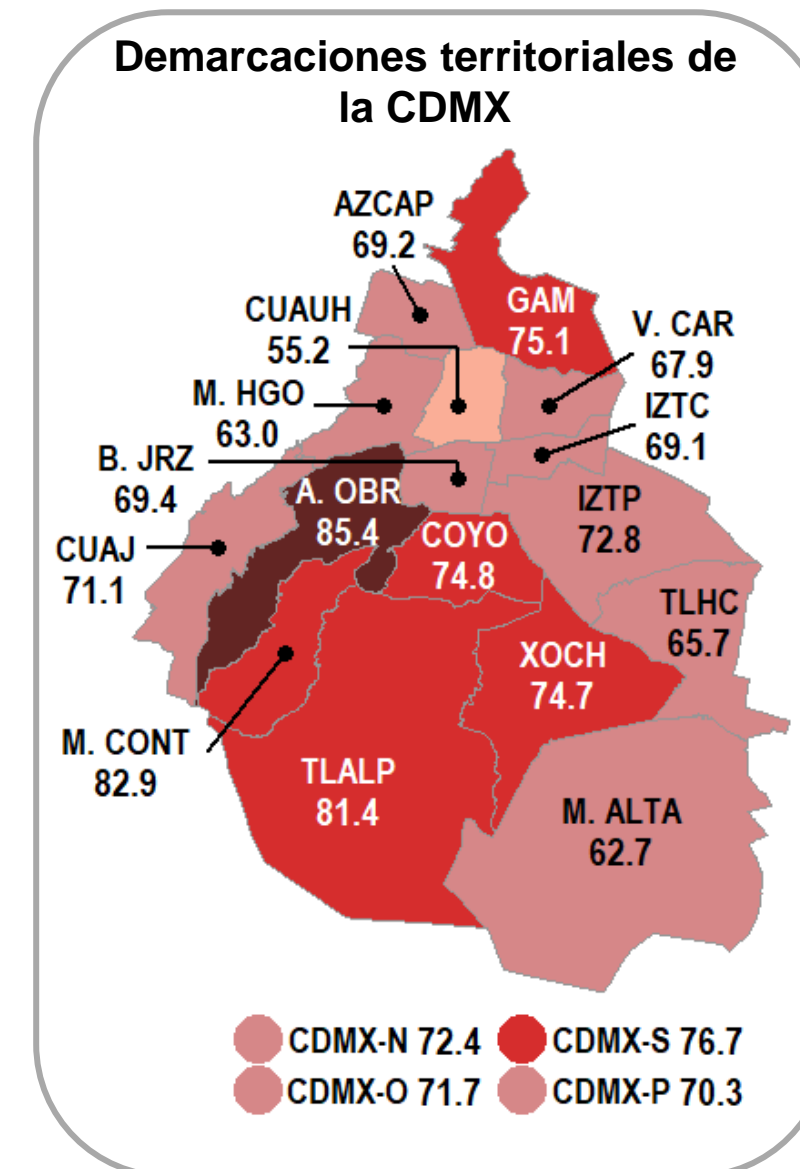 Demarcaciones territoriales de
la CDMX
AZCAP
69.2
GAM
75.1
CUAUH
55.2
V. CAR
67.9
M. HGO
63.0
IZTC
69.1
B. JRZ
69.4
A. OBR
85.4
IZTP
72.8
COYO
74.8
CUAJ
71.1
TLHC
65.7
XOCH
74.7
M. CONT
82.9
TLALP
81.4
M. ALTA
62.7
CDMX-N 72.4 CDMX-S 76.7
CDMX-O 71.7 CDMX-P 70.3